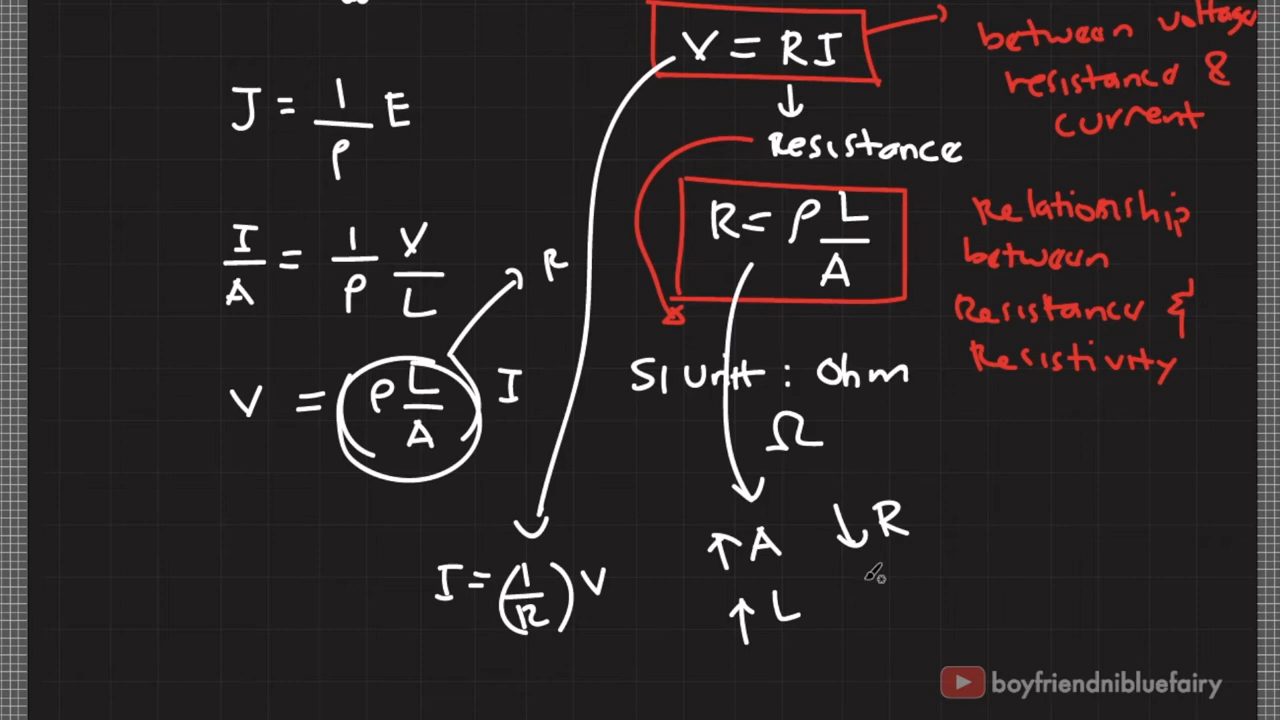 J = 1/ρ E
I/A = 1/ρ V/L
V = ρ L/A I
R
I = (1/R) V
V = RI
Resistance
R = ρ L/A
SI Unit : Ohm
Ω
↑ A ↓ R
↑ L
between voltage
resistance &
current
Relationship
between
Resistance &
Resistivity
boyfriendnibluefairy